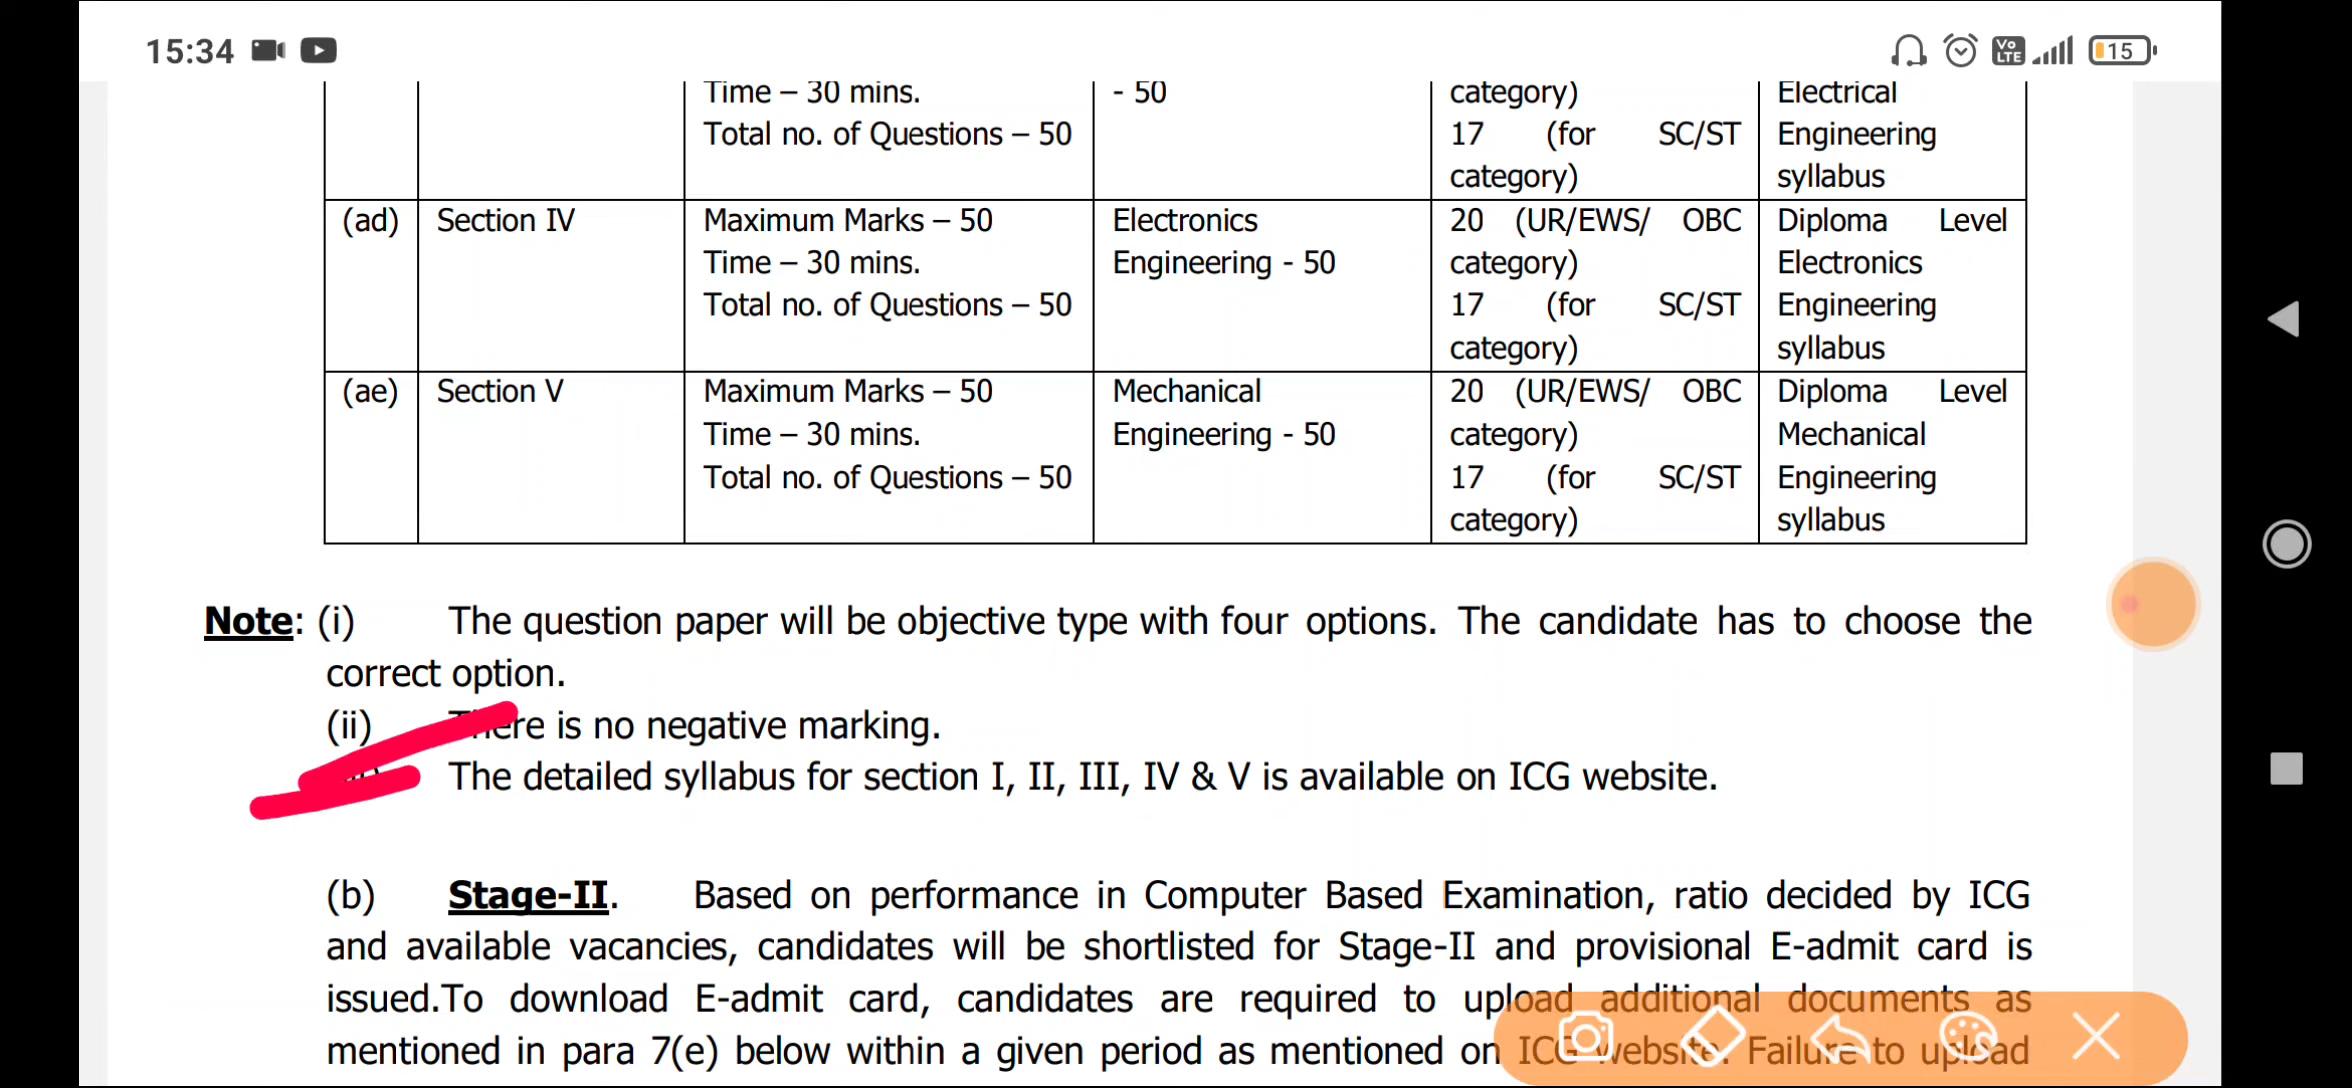 15:34 Vo LTE 15
Time – 30 mins. - 50 category) Electrical
Total no. of Questions – 50 17 (for SC/ST Engineering
category) syllabus
(ad) Section IV Maximum Marks – 50 Electronics 20 (UR/EWS/ OBC Diploma Level
Time – 30 mins. Engineering - 50 category) Electronics
Total no. of Questions – 50 17 (for SC/ST Engineering
category) syllabus
(ae) Section V Maximum Marks – 50 Mechanical 20 (UR/EWS/ OBC Diploma Level
Time – 30 mins. Engineering - 50 category) Mechanical
Total no. of Questions – 50 17 (for SC/ST Engineering
category) syllabus
Note: (i) The question paper will be objective type with four options. The candidate has to choose the
correct option.
(ii) There is no negative marking.
The detailed syllabus for section I, II, III, IV & V is available on ICG website.
(b) Stage-II. Based on performance in Computer Based Examination, ratio decided by ICG
and available vacancies, candidates will be shortlisted for Stage-II and provisional E-admit card is
issued.To download E-admit card, candidates are required to upload additional documents as
mentioned in para 7(e) below within a given period as mentioned on ICG website. Failure to upload